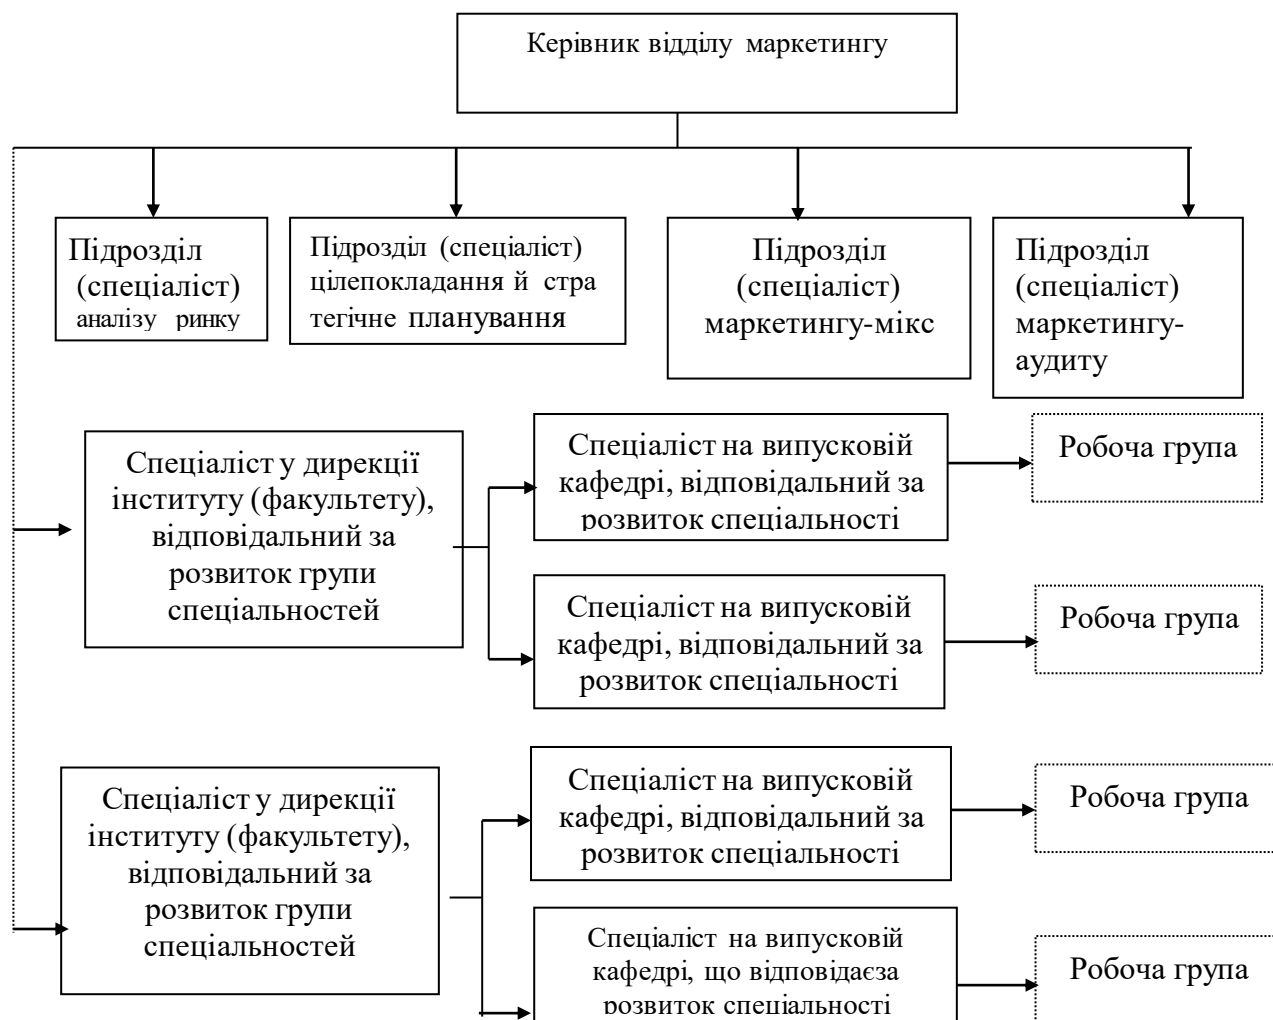 Керівник відділу маркетингу
Підрозділ
(спеціаліст)
аналізу ринку
Підрозділ (спеціаліст)
цілепокладання й стра
тегічне планування
Підрозділ
(спеціаліст)
маркетингу-мікс
Підрозділ
(спеціаліст)
маркетингу-
аудиту
Спеціаліст у дирекції
інституту (факультету),
відповідальний за
розвиток групи
спеціальностей
Спеціаліст на випусковій
кафедрі, відповідальний за
розвиток спеціальності
Робоча група
Спеціаліст на випусковій
кафедрі, відповідальний за
розвиток спеціальності
Робоча група
Спеціаліст у дирекції
інституту (факультету),
відповідальний за
розвиток групи
спеціальностей
Спеціаліст на випусковій
кафедрі, відповідальний за
розвиток спеціальності
Робоча група
Спеціаліст на випусковій
кафедрі, що відповідаєза
розвиток спеціальності
Робоча група